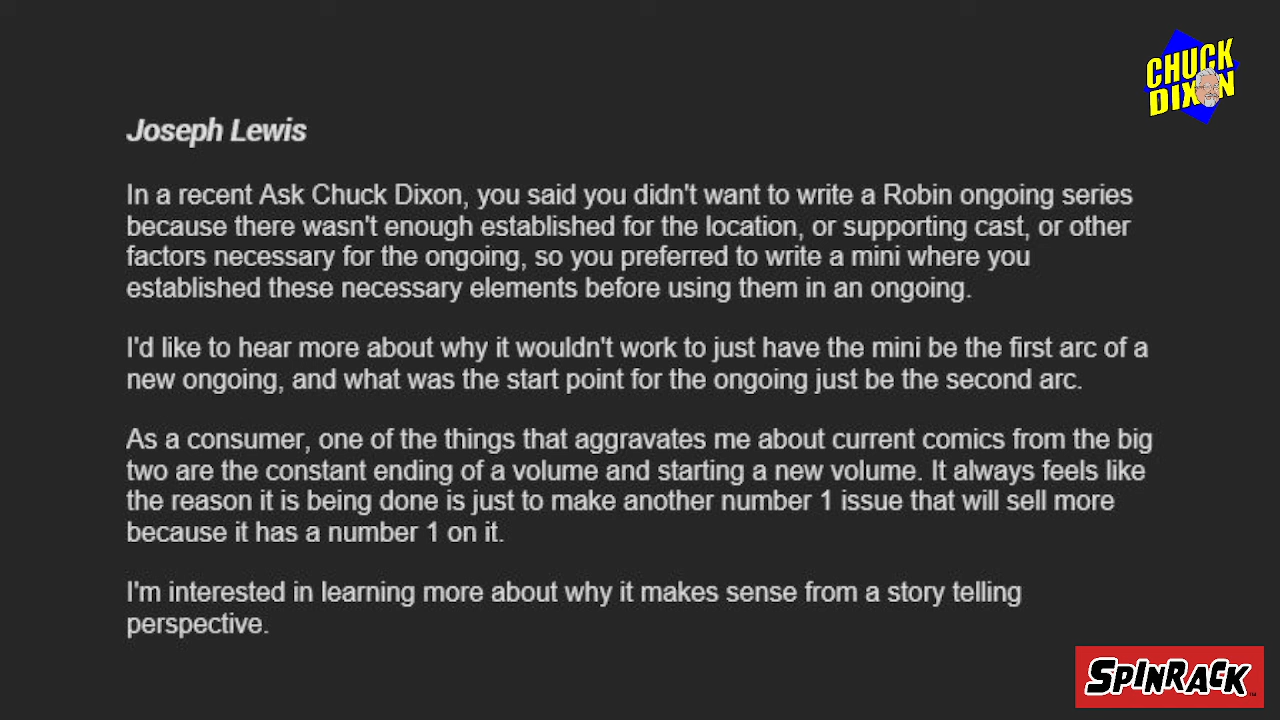 CHUCK
DIXON
Joseph Lewis
In a recent Ask Chuck Dixon, you said you didn't want to write a Robin ongoing series
because there wasn't enough established for the location, or supporting cast, or other
factors necessary for the ongoing, so you preferred to write a mini where you
established these necessary elements before using them in an ongoing.
I'd like to hear more about why it wouldn't work to just have the mini be the first arc of a
new ongoing, and what was the start point for the ongoing just be the second arc.
As a consumer, one of the things that aggravates me about current comics from the big
two are the constant ending of a volume and starting a new volume. It always feels like
the reason it is being done is just to make another number 1 issue that will sell more
because it has a number 1 on it.
I'm interested in learning more about why it makes sense from a story telling
perspective.
SPINRACK